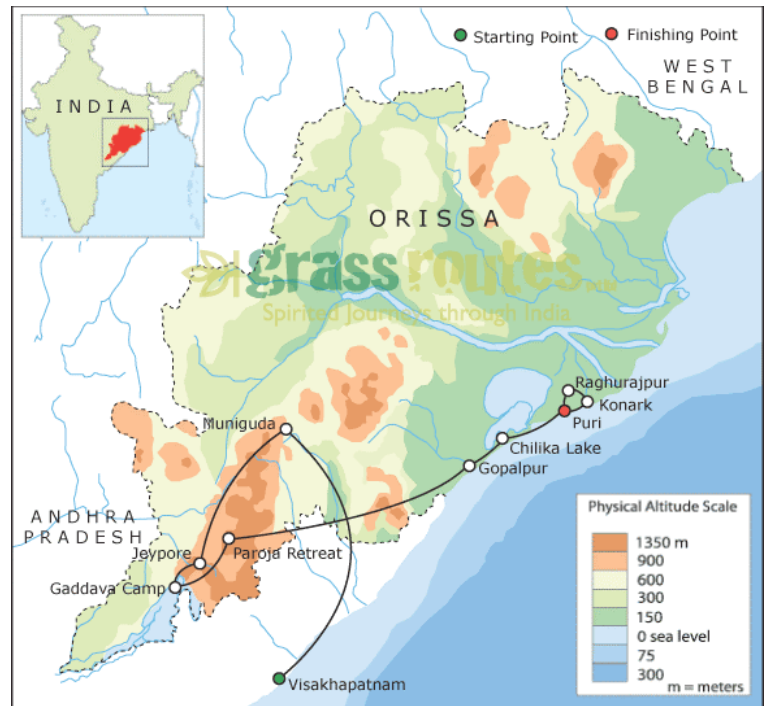 Starting Point
Finishing Point
WEST
BENGAL
INDIA
ORISSA
grassroutes
Spirited Journeys through India
Raghurajpur
Konark
Puri
Chilika Lake
Gopalpur
Muniguda
ANDHRA
PRADESH
Jeypore
Paroja Retreat
Gaddava Camp
Visakhapatnam
Physical Altitude Scale
1350 m
900
600
300
150
0 sea level
75
300
m = meters